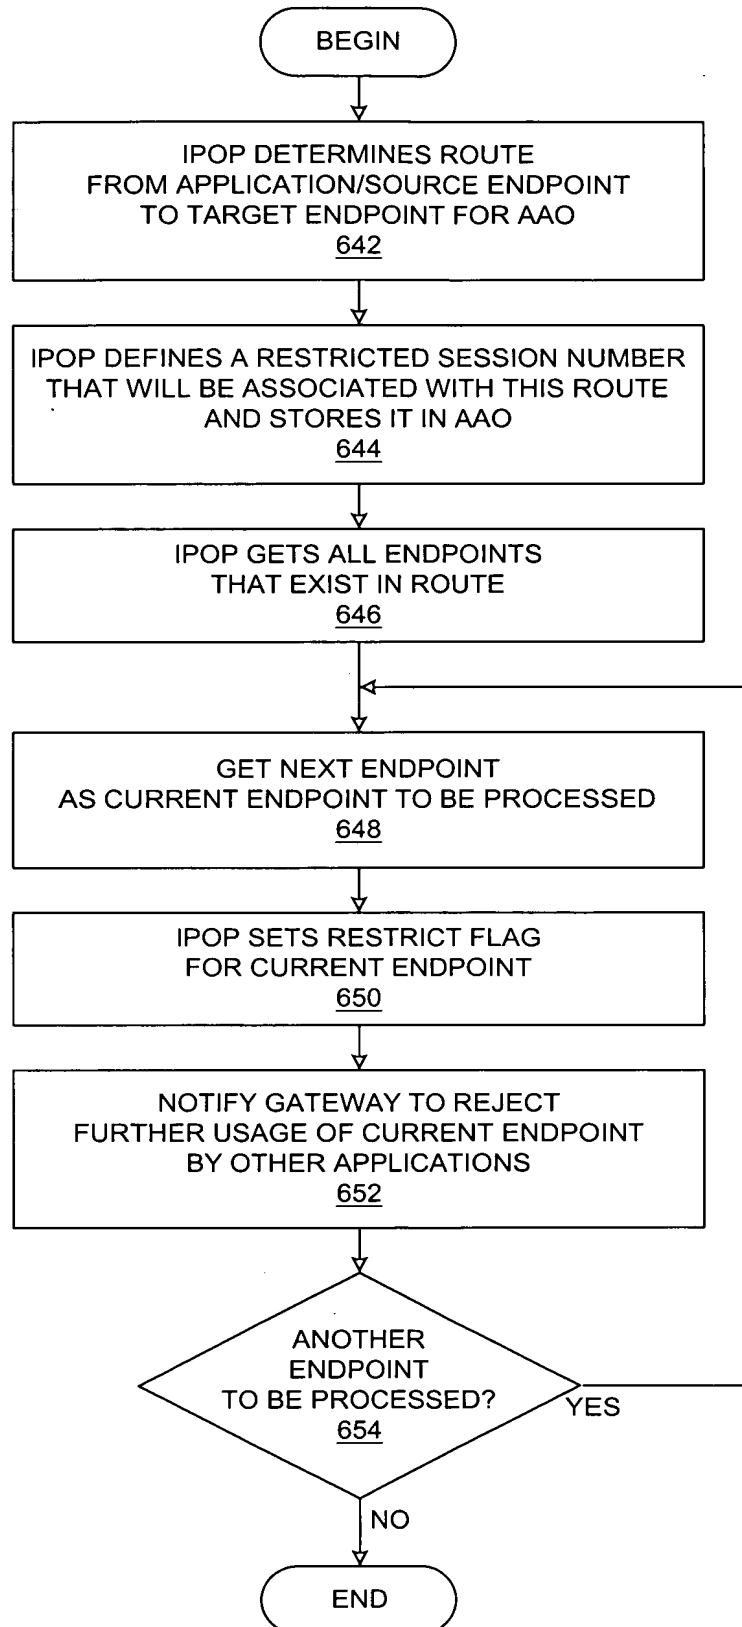 BEGIN
IPOP DETERMINES ROUTE
FROM APPLICATION/SOURCE ENDPOINT
TO TARGET ENDPOINT FOR AAO
642
IPOP DEFINES A RESTRICTED SESSION NUMBER
THAT WILL BE ASSOCIATED WITH THIS ROUTE
AND STORES IT IN AAO
644
IPOP GETS ALL ENDPOINTS
THAT EXIST IN ROUTE
646
GET NEXT ENDPOINT
AS CURRENT ENDPOINT TO BE PROCESSED
648
IPOP SETS RESTRICT FLAG
FOR CURRENT ENDPOINT
650
NOTIFY GATEWAY TO REJECT
FURTHER USAGE OF CURRENT ENDPOINT
BY OTHER APPLICATIONS
652
ANOTHER
ENDPOINT
TO BE PROCESSED?
654
YES
NO
END